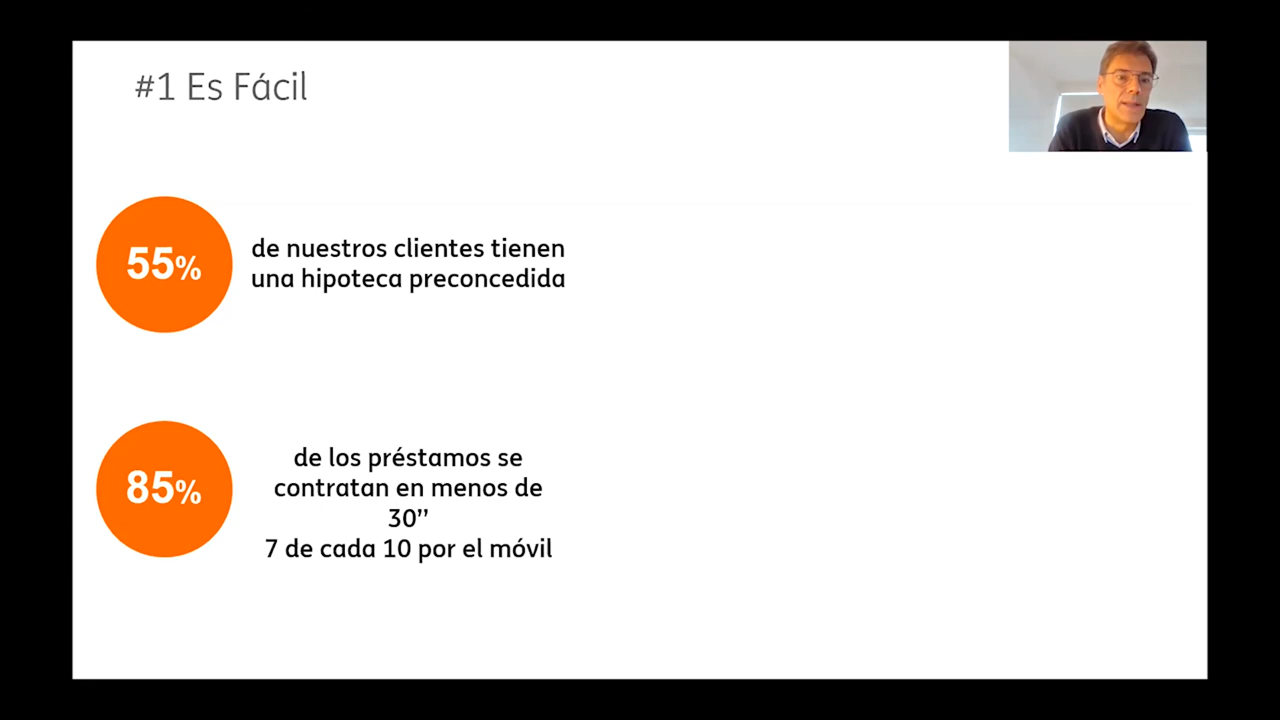 #1 Es Fácil
55%
de nuestros clientes tienen
una hipoteca preconcedida
85%
de los préstamos se
contratan en menos de
30’’
7 de cada 10 por el móvil